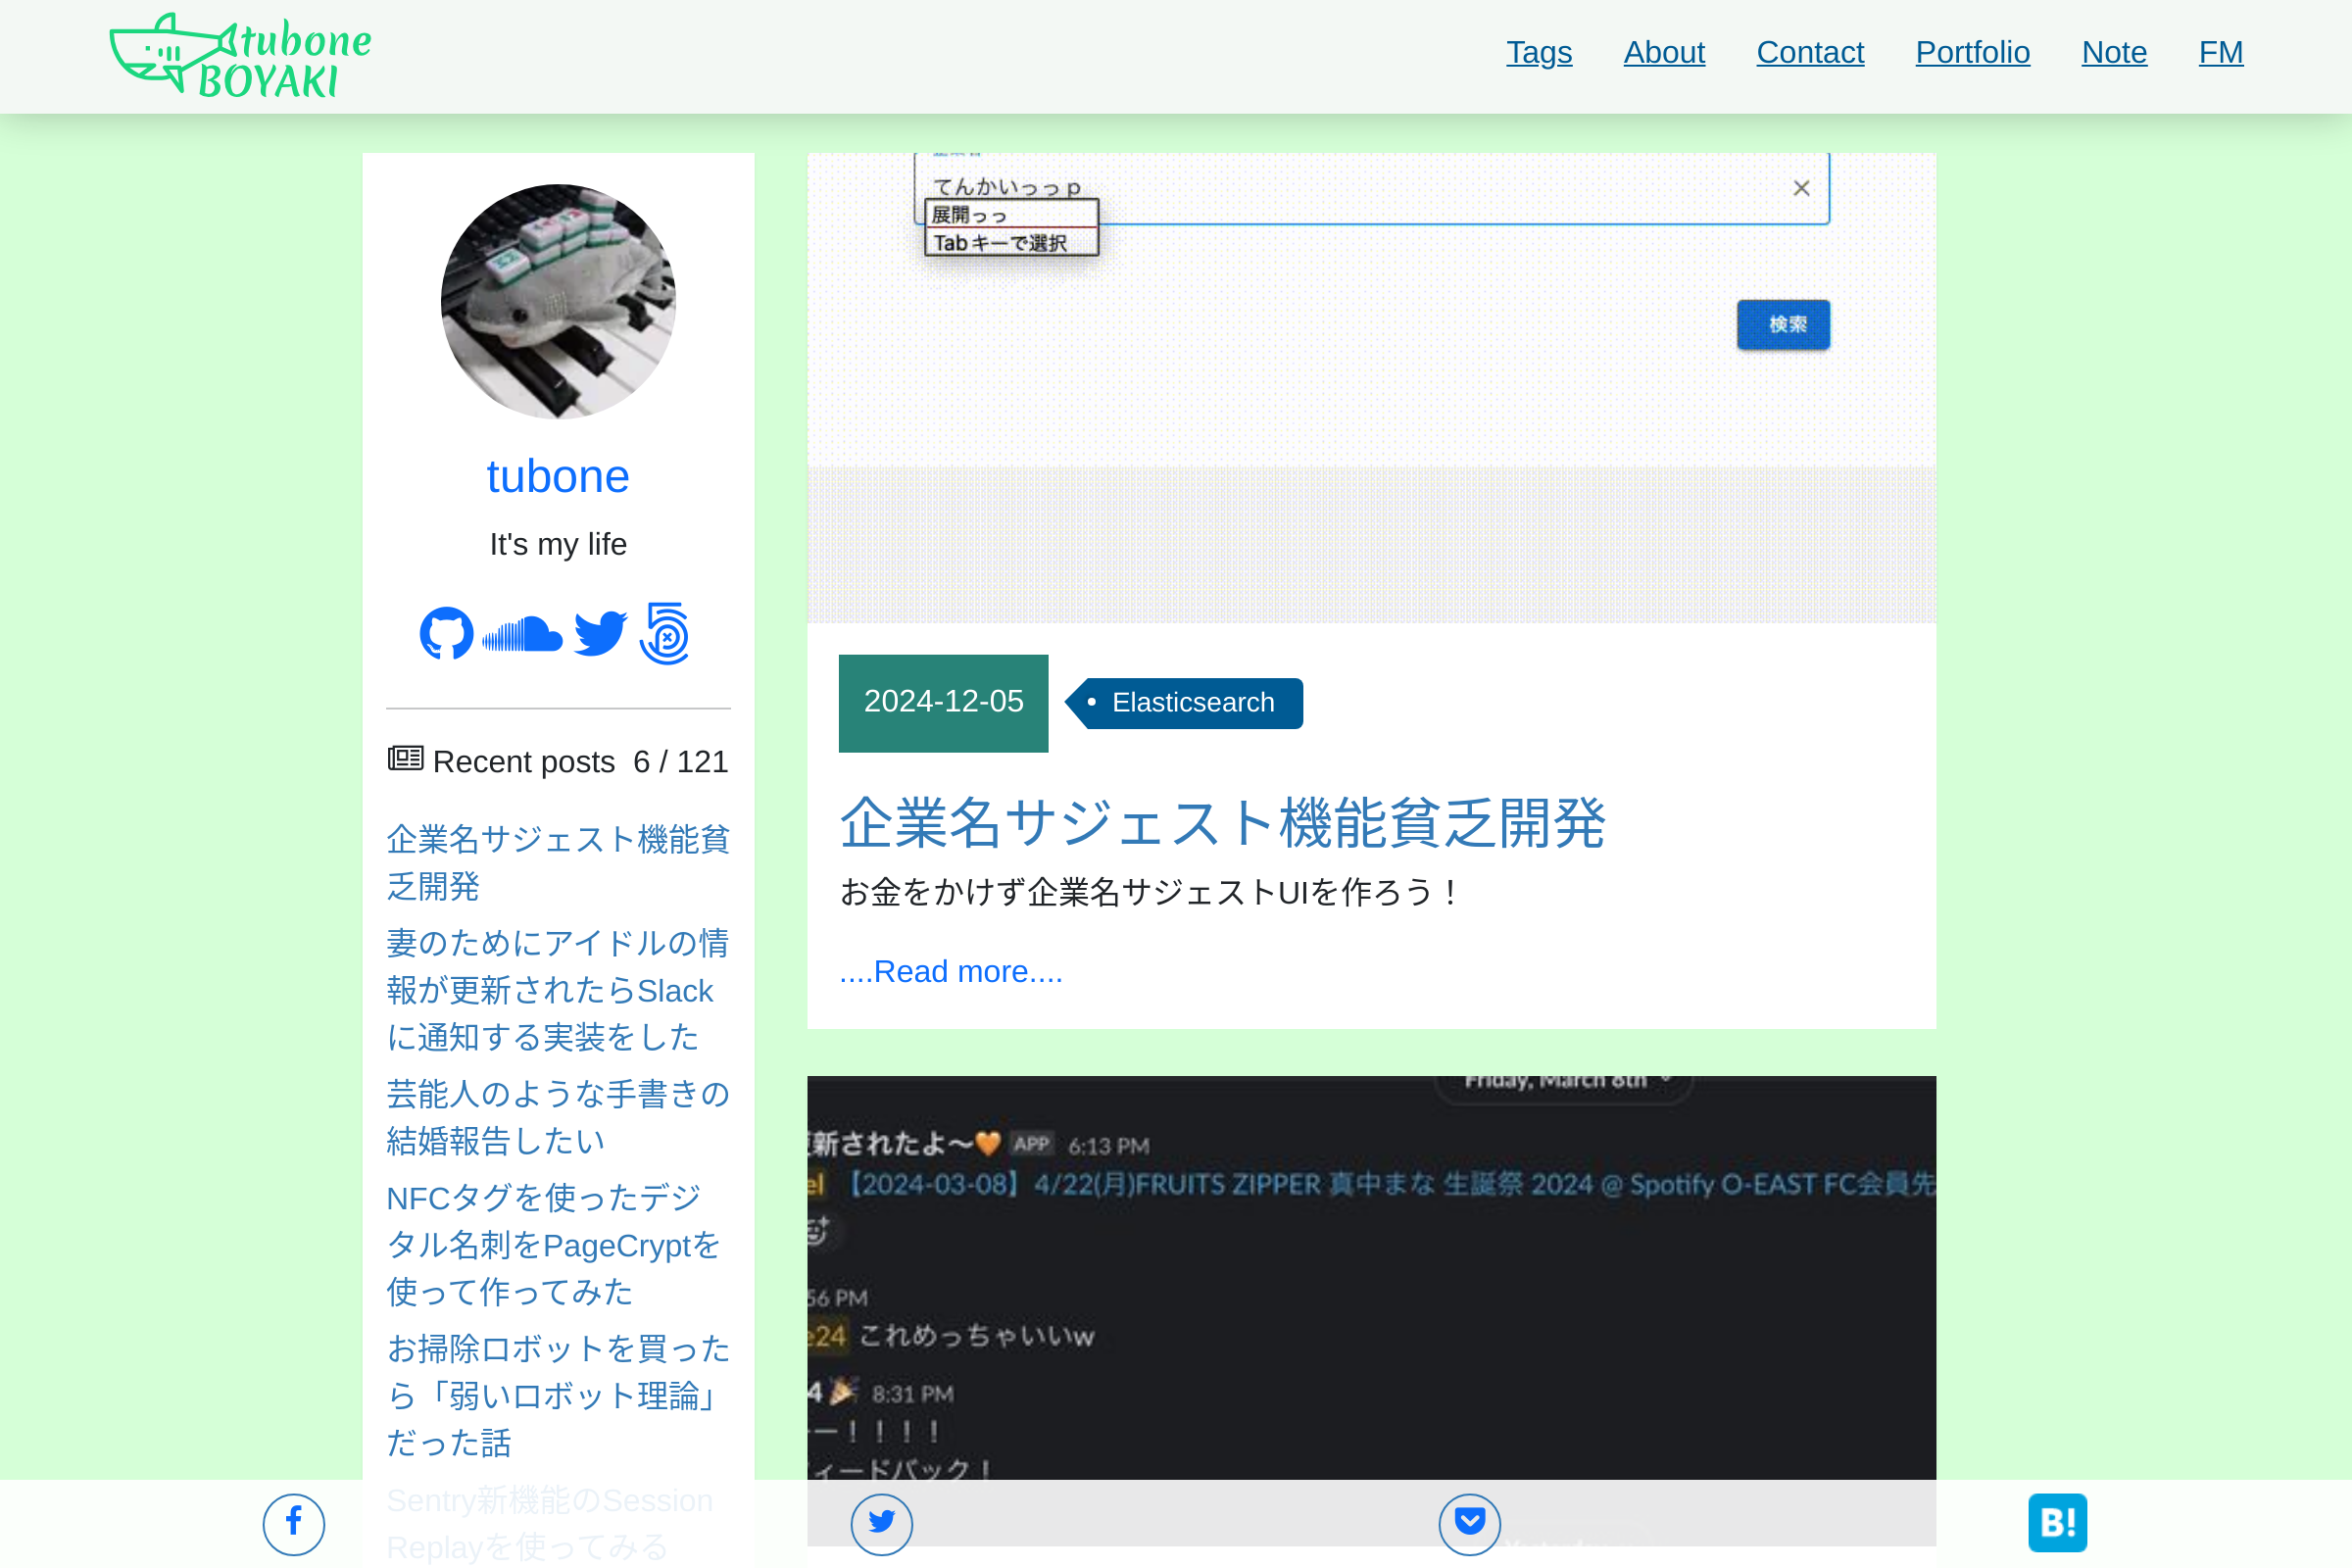 tubone
BOYAKI
Tags About Contact Portfolio Note FM
tubone
It's my life
Recent posts 6 / 121
企業名サジェスト機能貧
乏開発
妻のためにアイドルの情
報が更新されたらSlack
に通知する実装をした
芸能人のような手書きの
結婚報告したい
NFCタグを使ったデジ
タル名刺をPageCryptを
使って作ってみた
お掃除ロボットを買った
ら「弱いロボット理論」
だった話
Sentry新機能のSession
Replayを使ってみる
てんかいっっｐ
展開っっ
Tabキーで選択
検索
2024-12-05
Elasticsearch
企業名サジェスト機能貧乏開発
お金をかけず企業名サジェストUIを作ろう！
....Read more....
Friday, March 8th
新されたよ〜🧡 APP 6:13 PM
el 【2024-03-08】4/22(月)FRUITS ZIPPER 真中まな 生誕祭 2024 @ Spotify O-EAST FC会員先
56 PM
e24 これめっちゃいいw
4 🎉 8:31 PM
ー！！！！
ィードバック！
B!